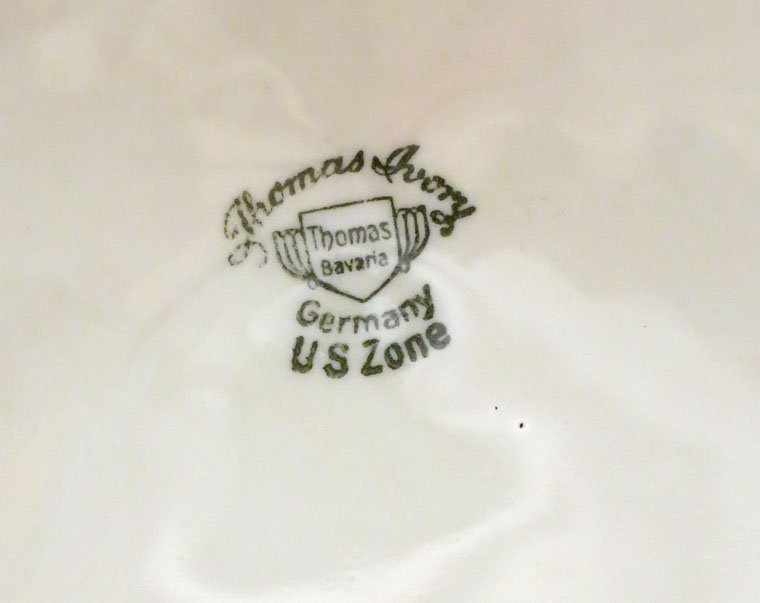 Thomas Ivory
Thomas
Bavaria
Germany
US Zone